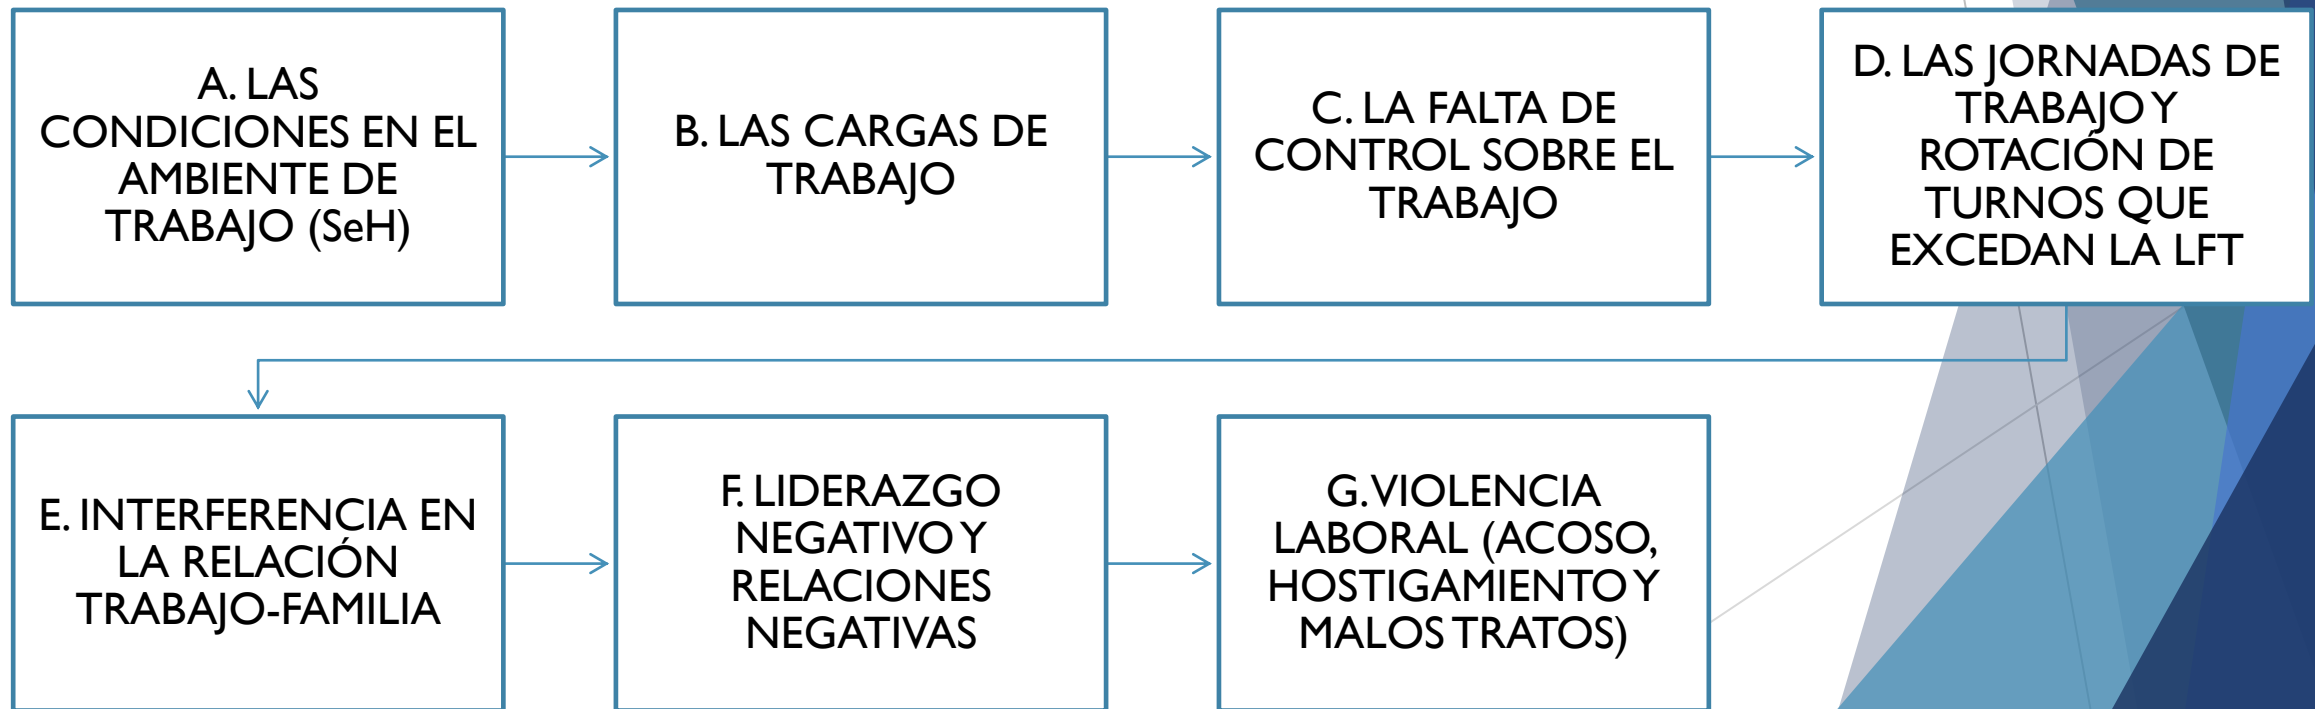 A. LAS
CONDICIONES EN EL
AMBIENTE DE
TRABAJO (SeH)
B. LAS CARGAS DE
TRABAJO
C. LA FALTA DE
CONTROL SOBRE EL
TRABAJO
D. LAS JORNADAS DE
TRABAJO Y
ROTACIÓN DE
TURNOS QUE
EXCEDAN LA LFT
E. INTERFERENCIA EN
LA RELACIÓN
TRABAJO-FAMILIA
F. LIDERAZGO
NEGATIVO Y
RELACIONES
NEGATIVAS
G. VIOLENCIA
LABORAL (ACOSO,
HOSTIGAMIENTO Y
MALOS TRATOS)